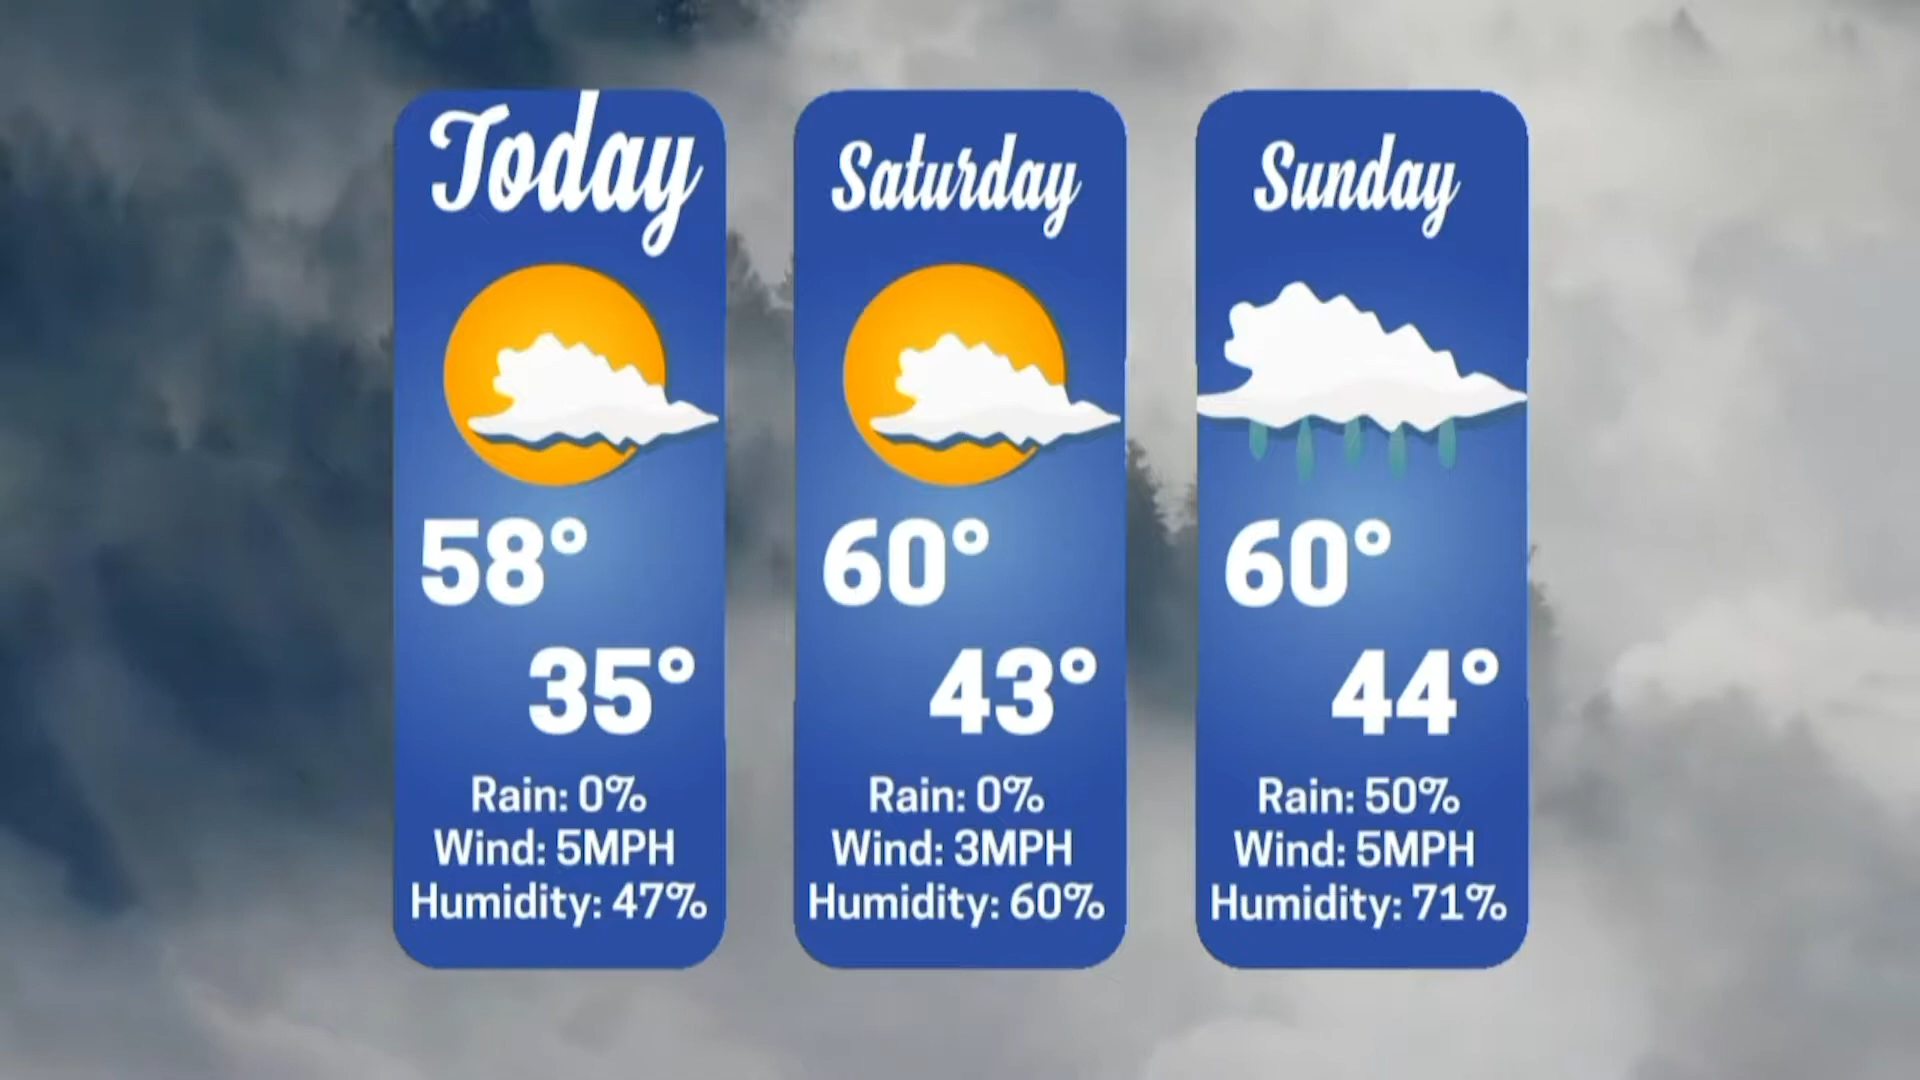 Today
58°
35°
Rain: 0%
Wind: 5MPH
Humidity: 47%
Saturday
60°
43°
Rain: 0%
Wind: 3MPH
Humidity: 60%
Sunday
60°
44°
Rain: 50%
Wind: 5MPH
Humidity: 71%